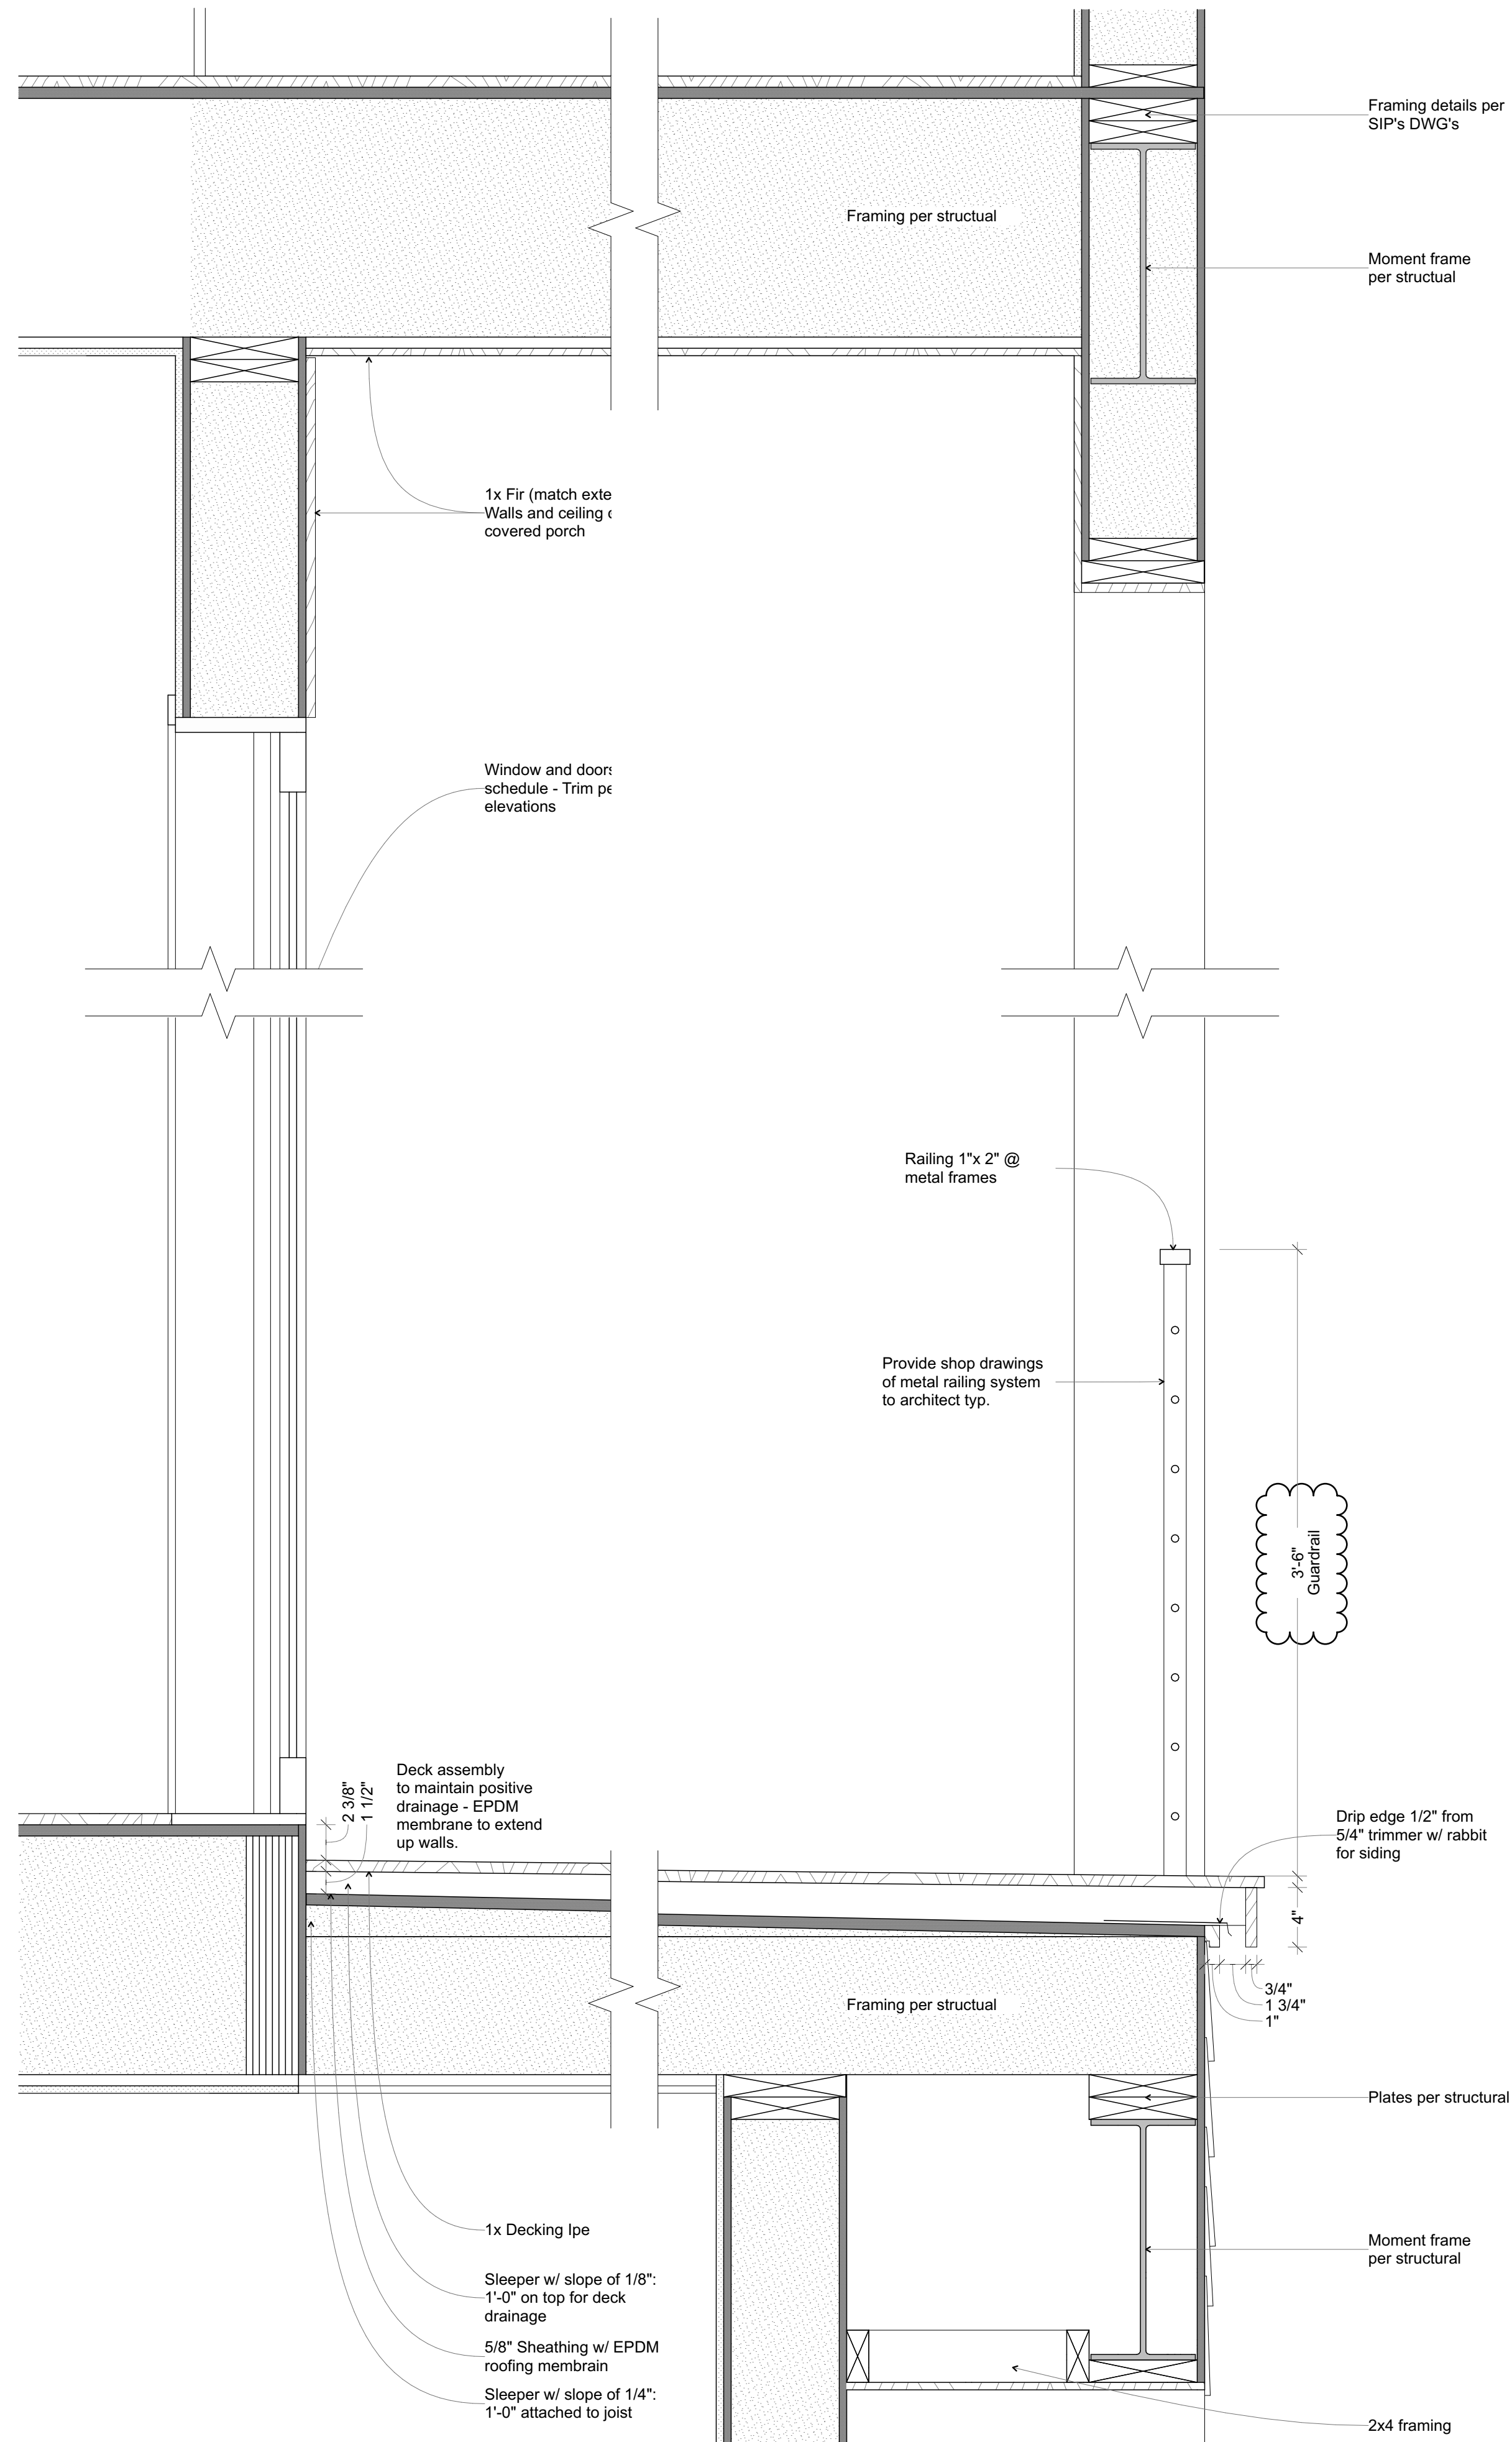 Framing details per
SIP's DWG's
Framing per structual
Moment frame
per structual
1x Fir (match exte
Walls and ceiling
covered porch
Window and doors
schedule - Trim pe
elevations
Railing 1"x 2" @
metal frames
Provide shop drawings
of metal railing system
to architect typ.
3'-6"
Guardrail
2 3/8"
1 1/2"
Deck assembly
to maintain positive
drainage - EPDM
membrane to extend
up walls.
Drip edge 1/2" from
5/4" trimmer w/ rabbit
for siding
4"
3/4"
1 3/4"
1"
Framing per structual
Plates per structural
1x Decking Ipe
Moment frame
per structural
Sleeper w/ slope of 1/8":
1'-0" on top for deck
drainage
5/8" Sheathing w/ EPDM
roofing membrain
Sleeper w/ slope of 1/4":
1'-0" attached to joist
2x4 framing